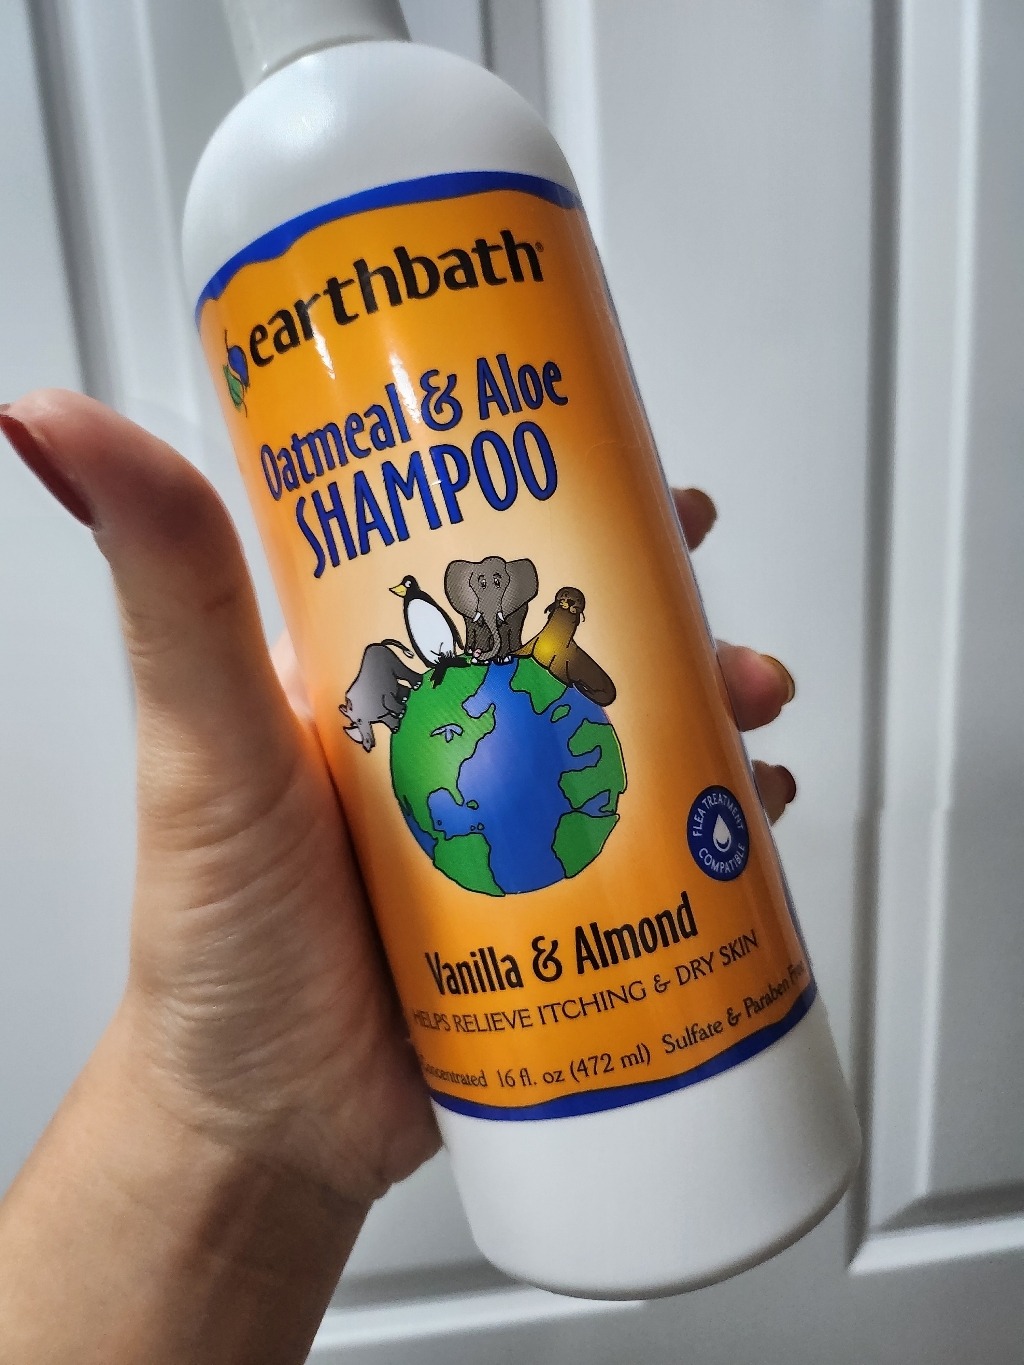 earthbath®
Oatmeal & Aloe
SHAMPOO
FLEA TREATMENT
COMPATIBLE
Vanilla & Almond
HELPS RELIEVE ITCHING & DRY SKIN
Concentrated 16 fl. oz (472 ml) Sulfate & Paraben Free